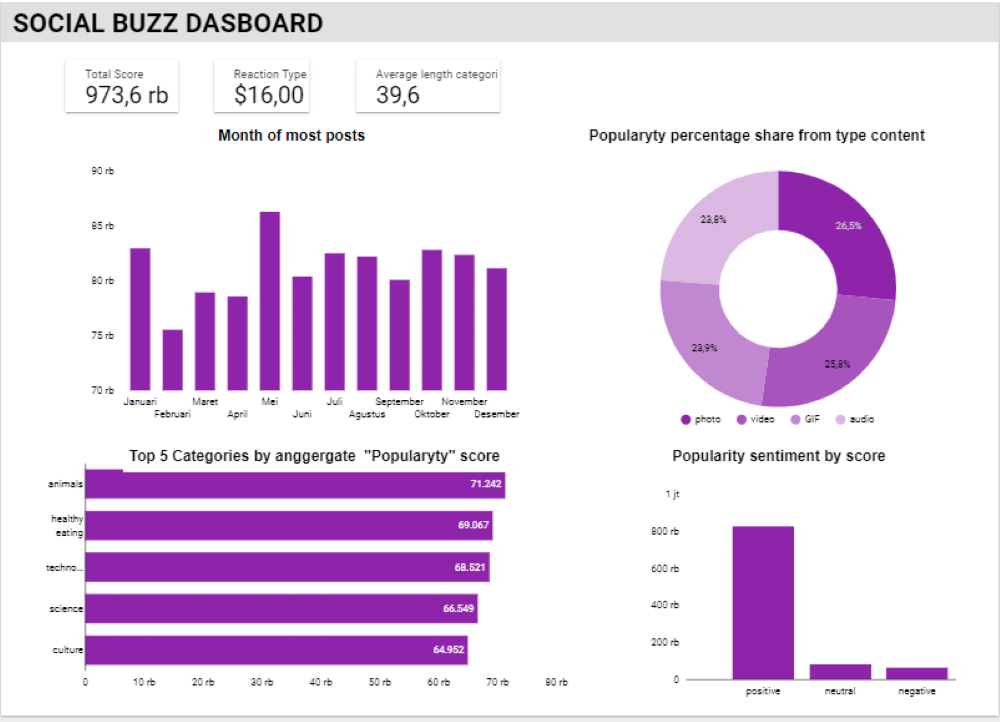 SOCIAL BUZZ DASBOARD
Total Score
973,6 rb
Reaction Type
$16,00
Average length categori
39,6
Month of most posts
90 rb
85 rb
80 rb
75 rb
70 rb
Januari
Februari
Maret
April
Mei
Juni
Juli
Agustus
September
Oktober
November
Desember
Popularyty percentage share from type content
23,8%
26,5%
23,9%
25,8%
photo
video
GIF
audio
Top 5 Categories by anggergate "Popularyty" score
animals
71.242
healthy
eating
69.067
techno...
68.521
science
66.549
culture
64.952
0
10 rb
20 rb
30 rb
40 rb
50 rb
60 rb
70 rb
80 rb
Popularity sentiment by score
1 jt
800 rb
600 rb
400 rb
200 rb
0
positive
neutral
negative